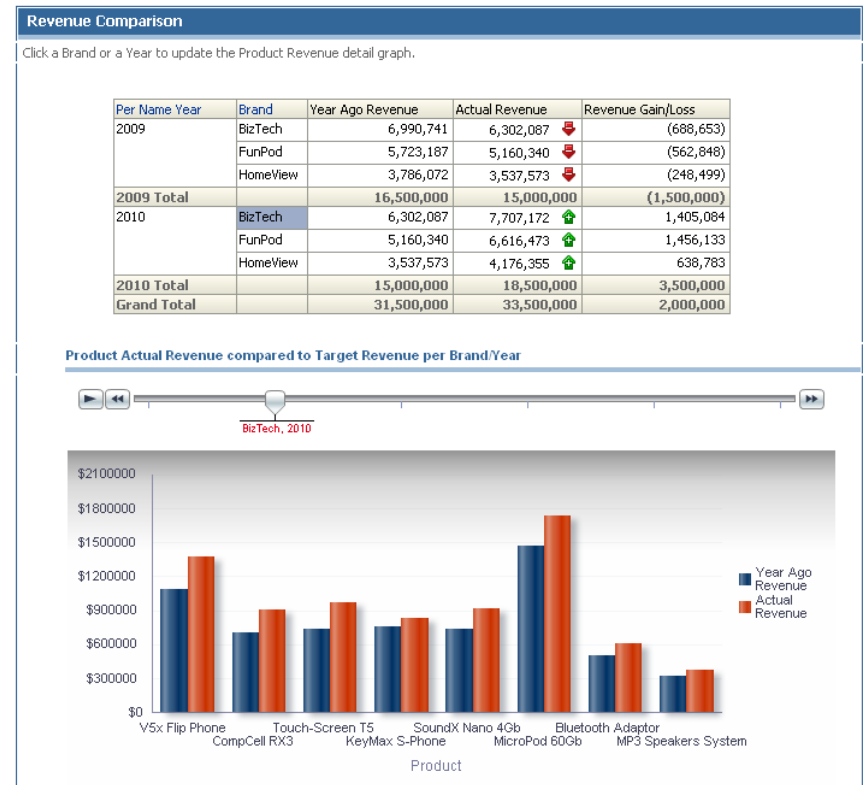 Revenue Comparison
Click a Brand or a Year to update the Product Revenue detail graph.
Per Name Year Brand Year Ago Revenue Actual Revenue Revenue Gain/Loss
2009 BizTech 6,990,741 6,302,087 (688,653)
FunPod 5,723,187 5,160,340 (562,848)
HomeView 3,786,072 3,537,573 (248,499)
2009 Total 16,500,000 15,000,000 (1,500,000)
2010 BizTech 6,302,087 7,707,172 1,405,084
FunPod 5,160,340 6,616,473 1,456,133
HomeView 3,537,573 4,176,355 638,783
2010 Total 15,000,000 18,500,000 3,500,000
Grand Total 31,500,000 33,500,000 2,000,000
Product Actual Revenue compared to Target Revenue per Brand/Year
BizTech, 2010
$2100000
$1800000
$1500000
$1200000
$900000
$600000
$300000
$0
Year Ago
Revenue
Actual
Revenue
V5x Flip Phone Touch-Screen T5 SoundX Nano 4Gb Bluetooth Adaptor
CompCell RX3 KeyMax S-Phone MicroPod 60Gb MP3 Speakers System
Product